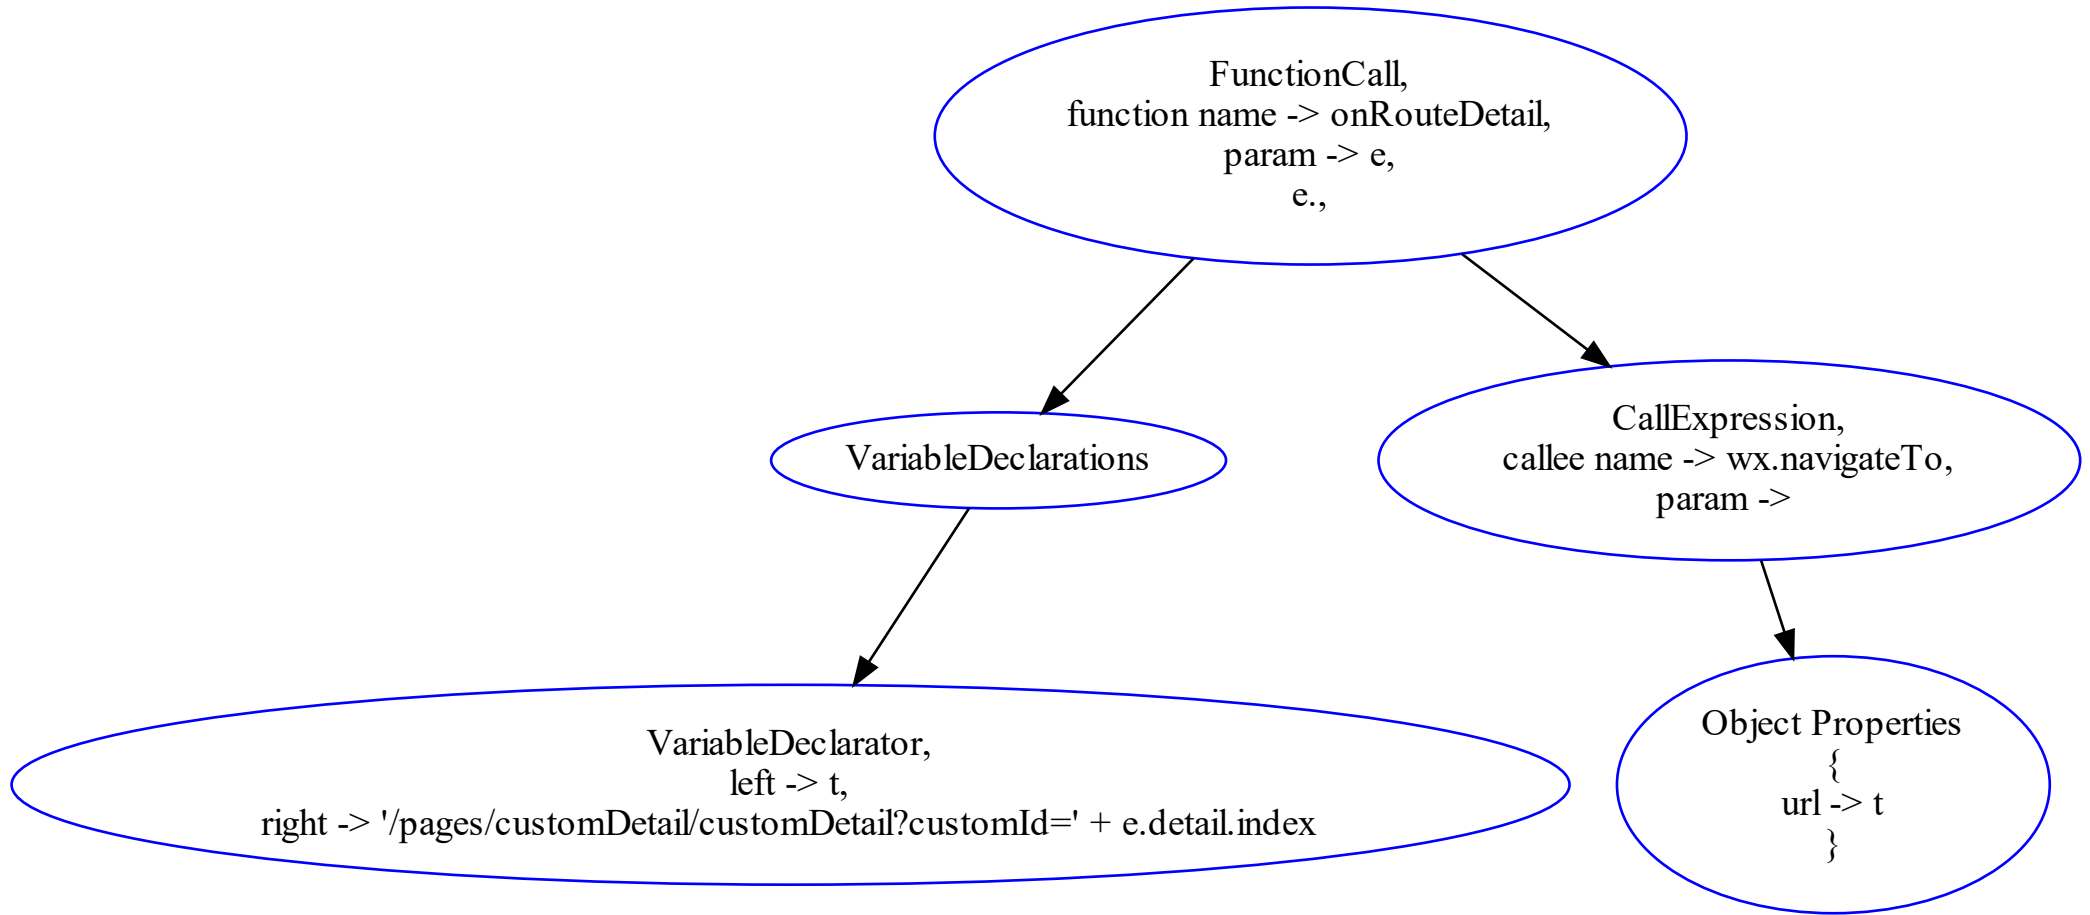 FunctionCall,
function name -> onRouteDetail,
param -> e,
e.,
VariableDeclarations
CallExpression,
callee name -> wx.navigateTo,
param ->
VariableDeclarator,
left -> t,
right -> '/pages/customDetail/customDetail?customId=' + e.detail.index
Object Properties
{
url -> t
}